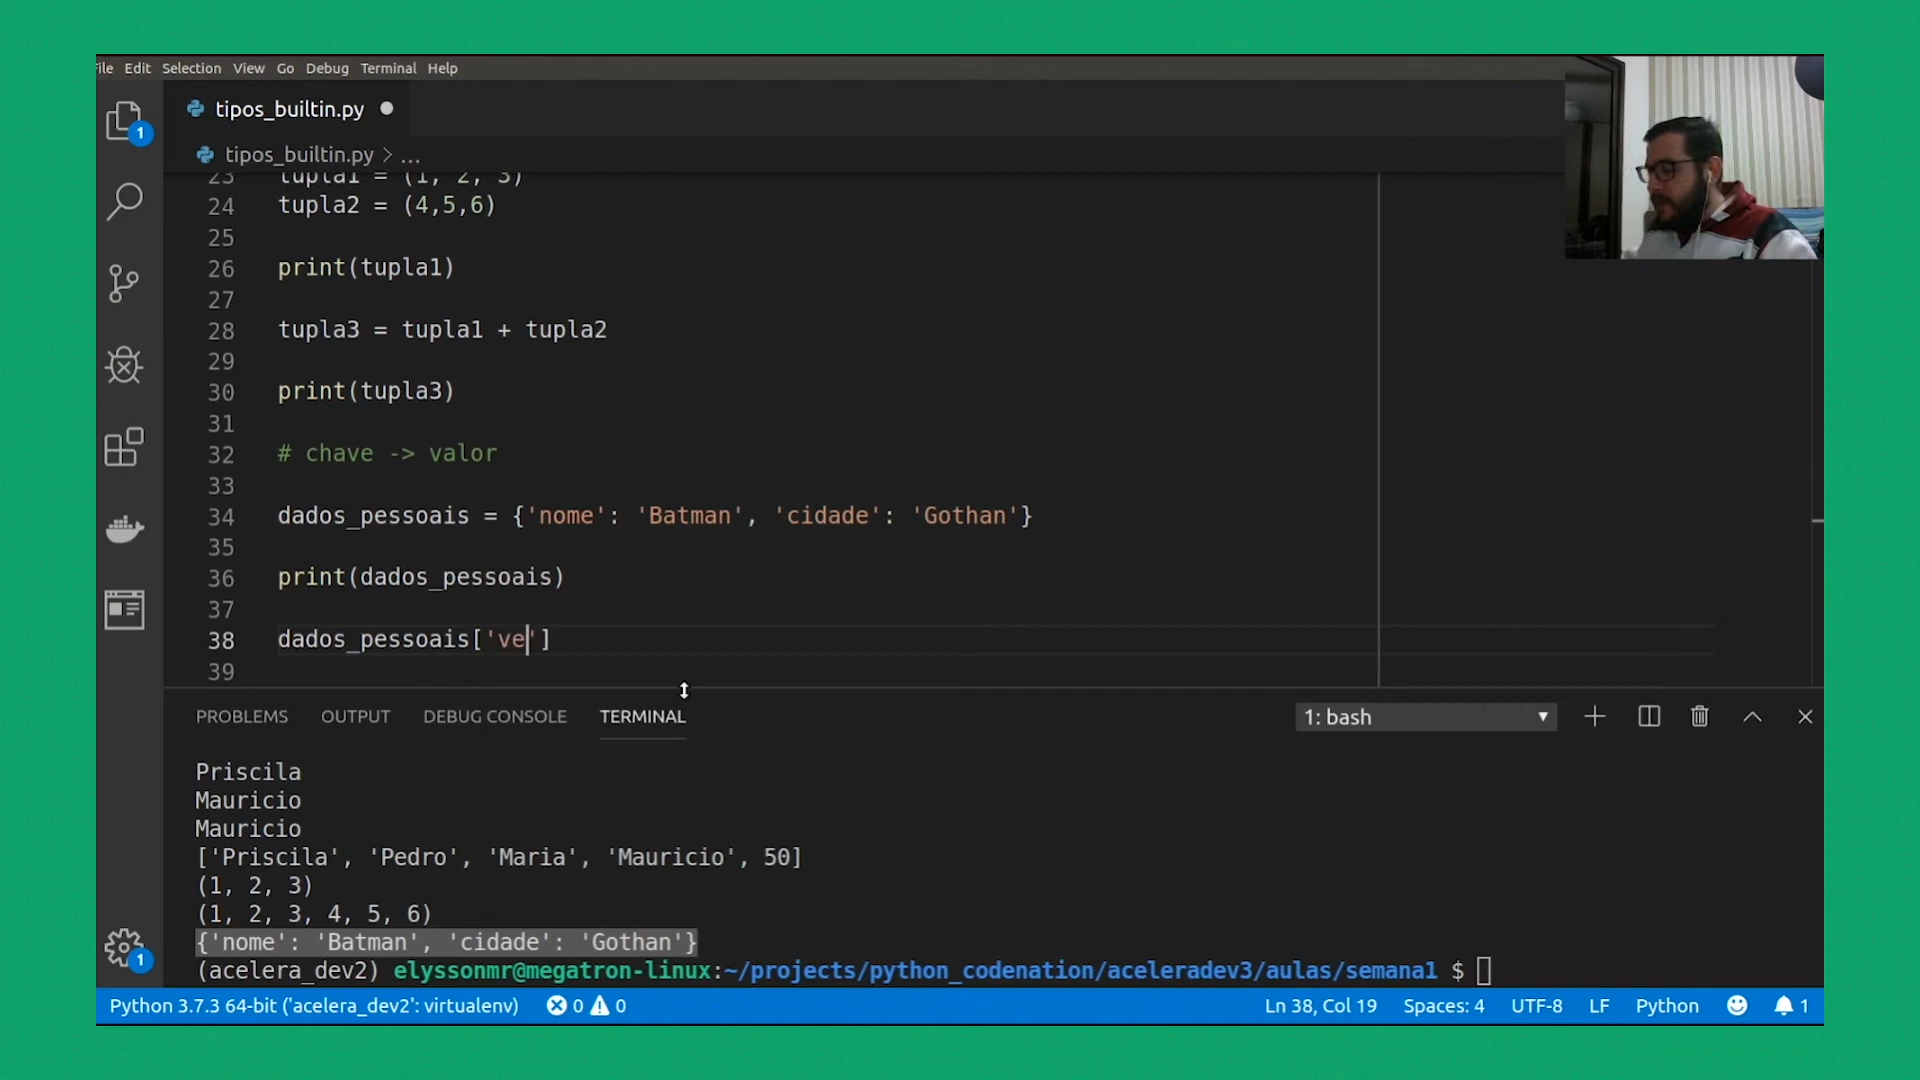 ile Edit Selection View Go Debug Terminal Help
1
tipos_builtin.py
tipos_builtin.py > ...
23 tupla1 = (1, 2, 3)
24 tupla2 = (4,5,6)
25
26 print(tupla1)
27
28 tupla3 = tupla1 + tupla2
29
30 print(tupla3)
31
32 # chave -> valor
33
34 dados_pessoais = {'nome': 'Batman', 'cidade': 'Gothan'}
35
36 print(dados_pessoais)
37
38 dados_pessoais['ve']
39
PROBLEMS OUTPUT DEBUG CONSOLE TERMINAL 1: bash
Priscila
Mauricio
Mauricio
['Priscila', 'Pedro', 'Maria', 'Mauricio', 50]
(1, 2, 3)
(1, 2, 3, 4, 5, 6)
{'nome': 'Batman', 'cidade': 'Gothan'}
1
(acelera_dev2) elyssonmr@megatron-linux:~/projects/python_codenation/aceleradev3/aulas/semana1 $
Python 3.7.3 64-bit ('acelera_dev2': virtualenv) 0 0 Ln 38, Col 19 Spaces: 4 UTF-8 LF Python 1